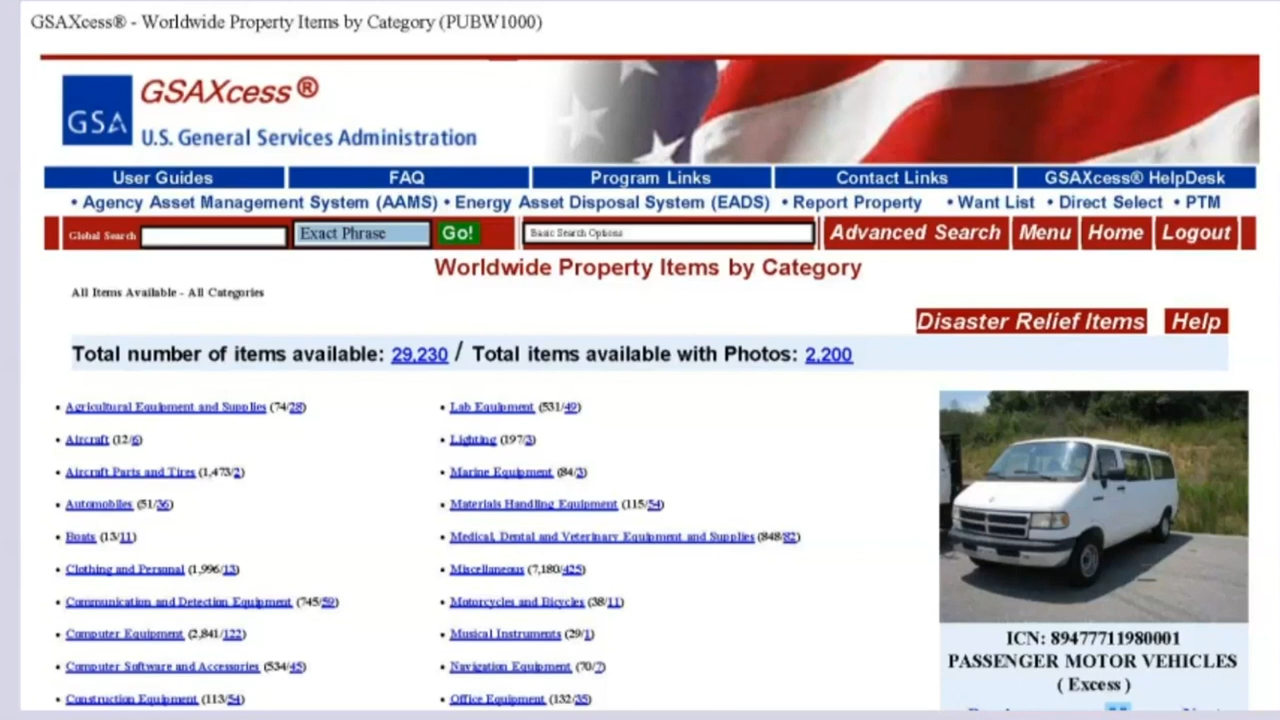 GSAXcess® - Worldwide Property Items by Category (PUBW1000)
GSA
GSAXcess ®
U.S. General Services Administration
User Guides FAQ Program Links Contact Links GSAXcess® HelpDesk
• Agency Asset Management System (AAMS) • Energy Asset Disposal System (EADS) • Report Property • Want List • Direct Select • PTM
Global Search Exact Phrase Go! Basic Search Options Advanced Search Menu Home Logout
Worldwide Property Items by Category
All Items Available - All Categories
Disaster Relief Items Help
Total number of items available: 29,230 / Total items available with Photos: 2,200
• Agricultural Equipment and Supplies (74/28)
• Aircraft (12/6)
• Aircraft Parts and Tires (1,473/2)
• Automobiles (51/36)
• Boats (13/11)
• Clothing and Personal (1,996/13)
• Communication and Detection Equipment (745/59)
• Computer Equipment (2,841/122)
• Computer Software and Accessories (534/45)
• Construction Equipment (113/54)
• Lab Equipment (531/49)
• Lighting (197/3)
• Marine Equipment (84/3)
• Materials Handling Equipment (115/54)
• Medical, Dental and Veterinary Equipment and Supplies (848/82)
• Miscellaneous (7,180/425)
• Motorcycles and Bicycles (38/11)
• Musical Instruments (29/1)
• Navigation Equipment (70/7)
• Office Equipment (132/35)
ICN: 89477711980001
PASSENGER MOTOR VEHICLES
( Excess )